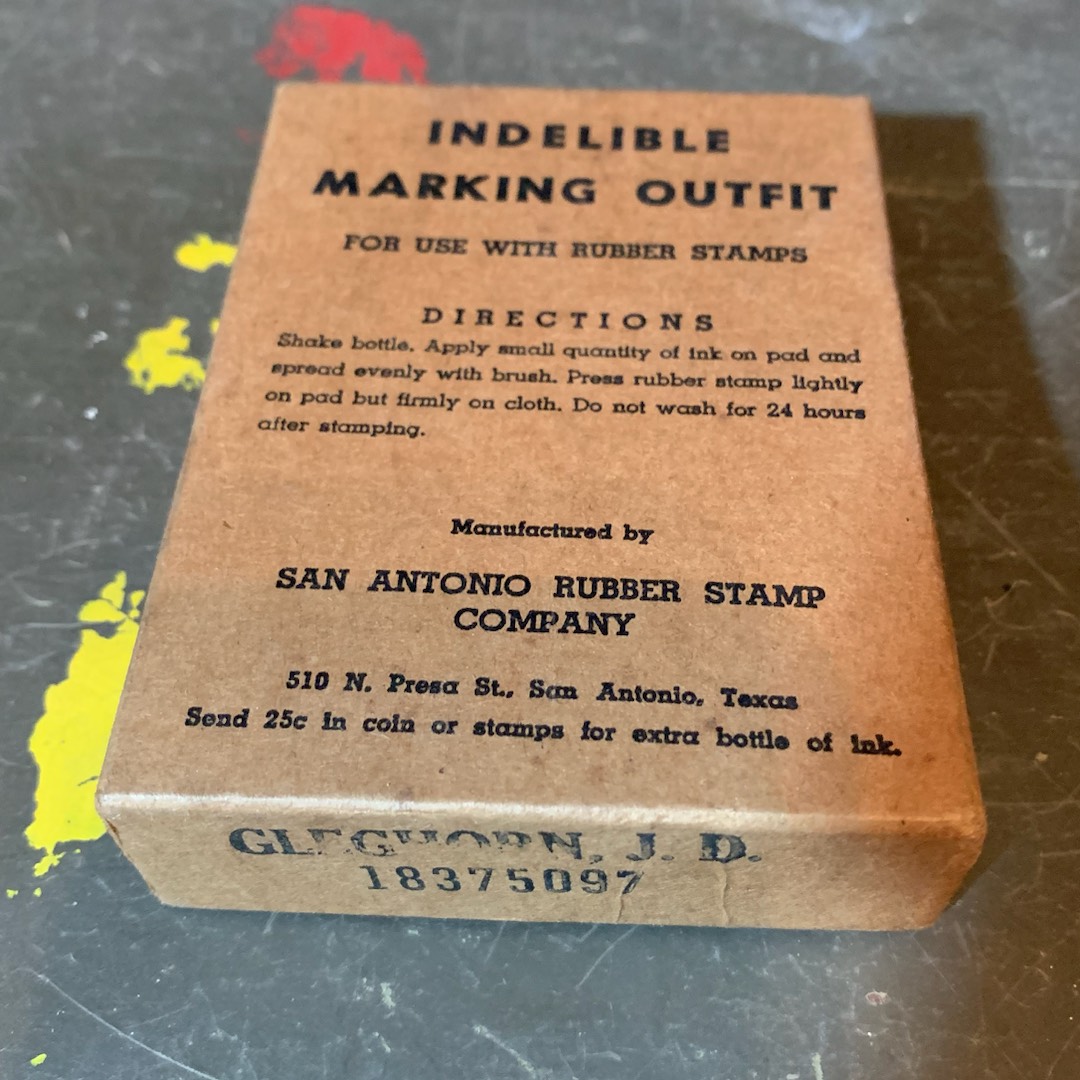 INDELIBLE
MARKING OUTFIT
FOR USE WITH RUBBER STAMPS
DIRECTIONS
Shake bottle. Apply small quantity of ink on pad and
spread evenly with brush. Press rubber stamp lightly
on pad but firmly on cloth. Do not wash for 24 hours
after stamping.
Manufactured by
SAN ANTONIO RUBBER STAMP
COMPANY
510 N. Presa St., San Antonio, Texas
Send 25c in coin or stamps for extra bottle of ink.
GLEGHORN, J. D.
18375097